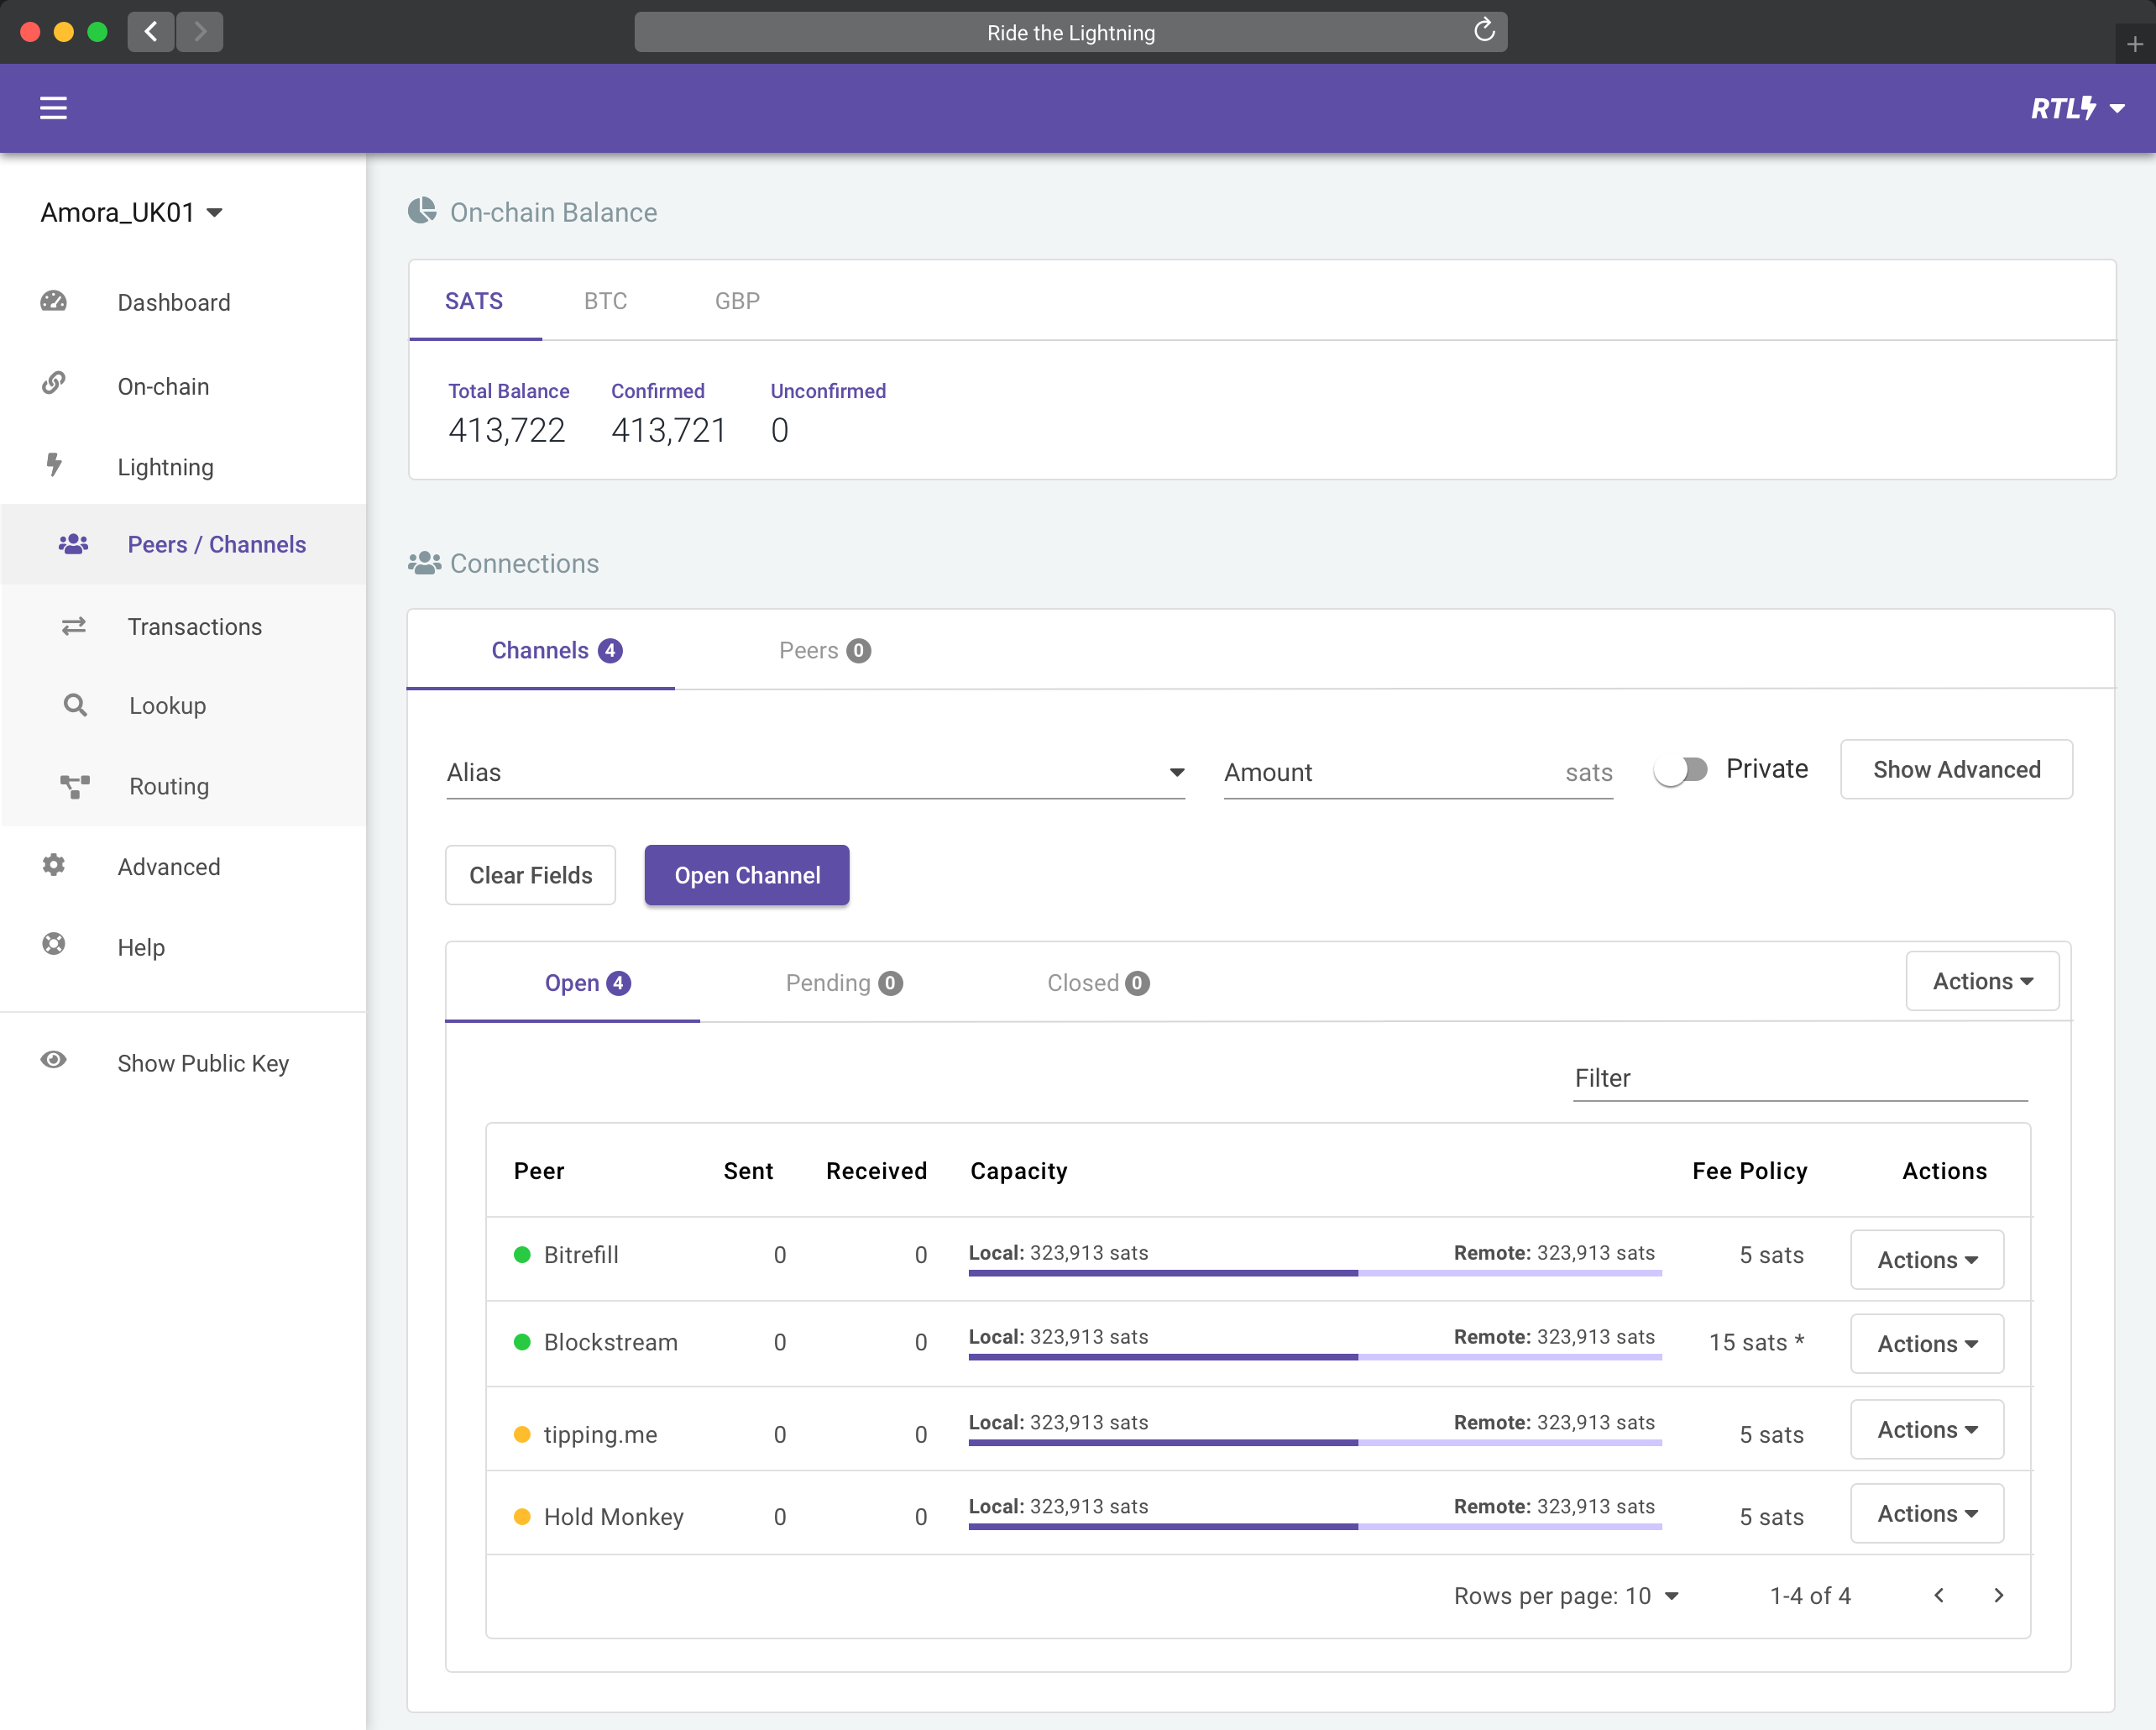 Ride the Lightning
RTL
Amora_UK01
Dashboard
On-chain
Lightning
Peers / Channels
Transactions
Lookup
Routing
Advanced
Help
Show Public Key
On-chain Balance
SATS BTC GBP
Total Balance Confirmed Unconfirmed
413,722 413,721 0
Connections
Channels 4 Peers 0
Alias Amount sats Private Show Advanced
Clear Fields Open Channel
Open 4 Pending 0 Closed 0 Actions
Filter
Peer Sent Received Capacity Fee Policy Actions
Bitrefill 0 0 Local: 323,913 sats Remote: 323,913 sats 5 sats Actions
Blockstream 0 0 Local: 323,913 sats Remote: 323,913 sats 15 sats * Actions
tipping.me 0 0 Local: 323,913 sats Remote: 323,913 sats 5 sats Actions
Hold Monkey 0 0 Local: 323,913 sats Remote: 323,913 sats 5 sats Actions
Rows per page: 10 1-4 of 4